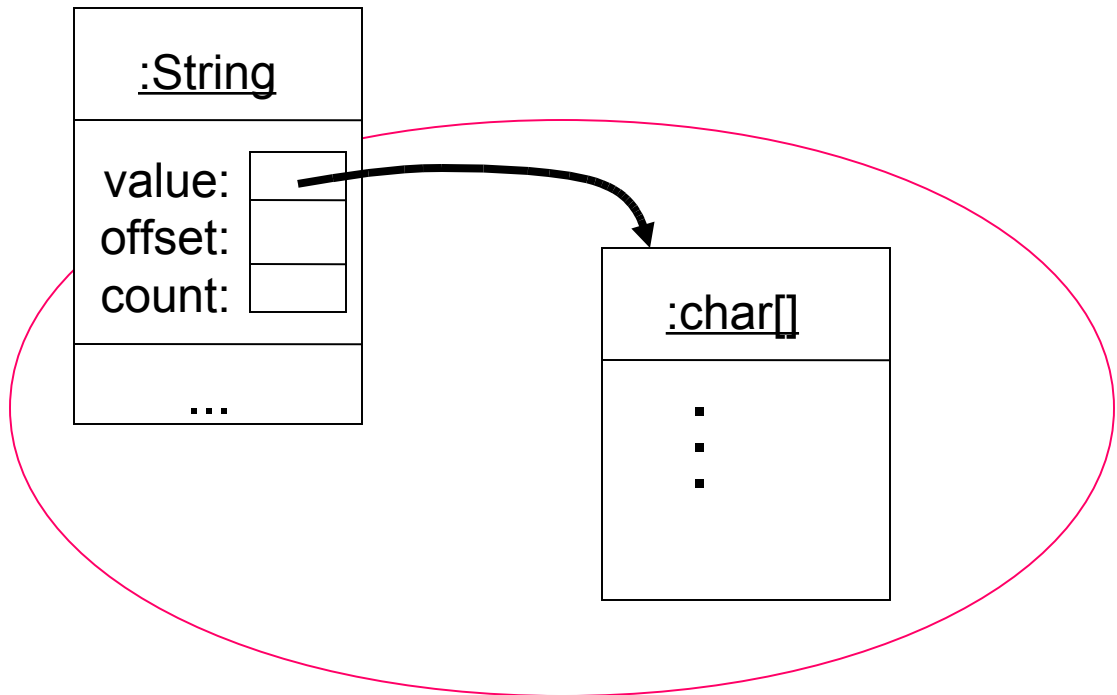 :String
value:
offset:
count:
...
:char[]
.
.
.